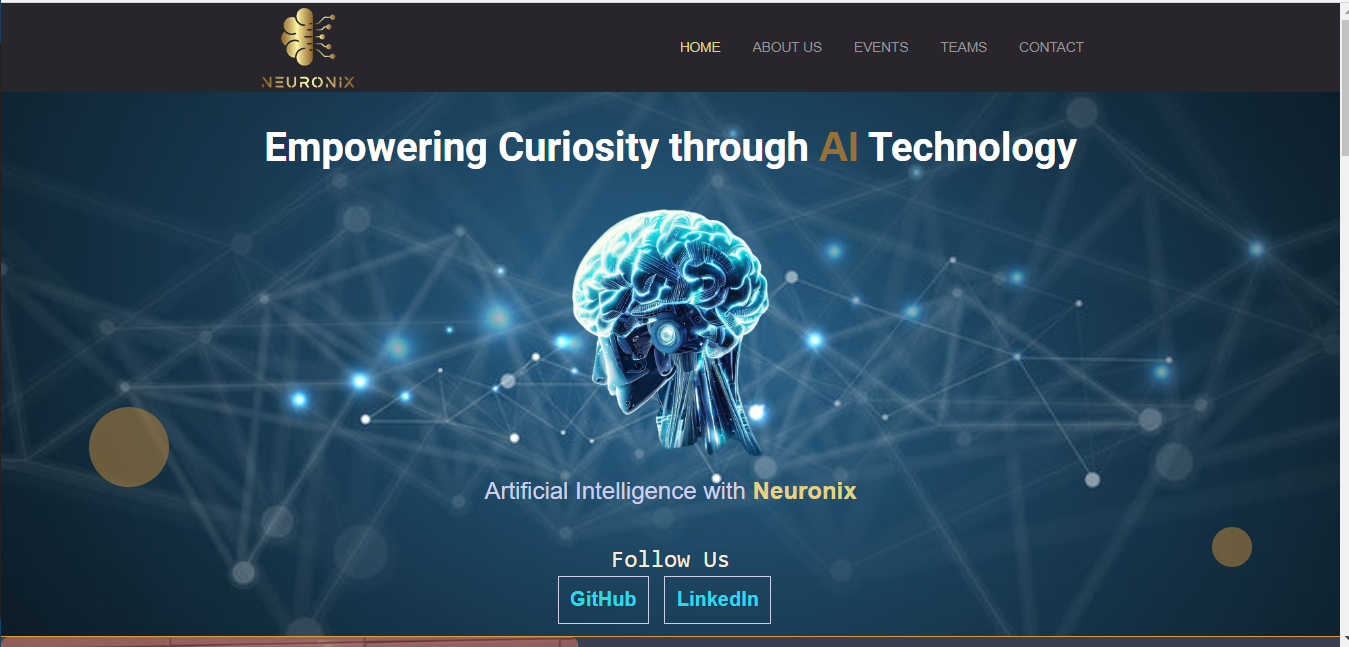 NEURONIX
HOME ABOUT US EVENTS TEAMS CONTACT
Empowering Curiosity through AI Technology
Artificial Intelligence with Neuronix
Follow Us
GitHub LinkedIn